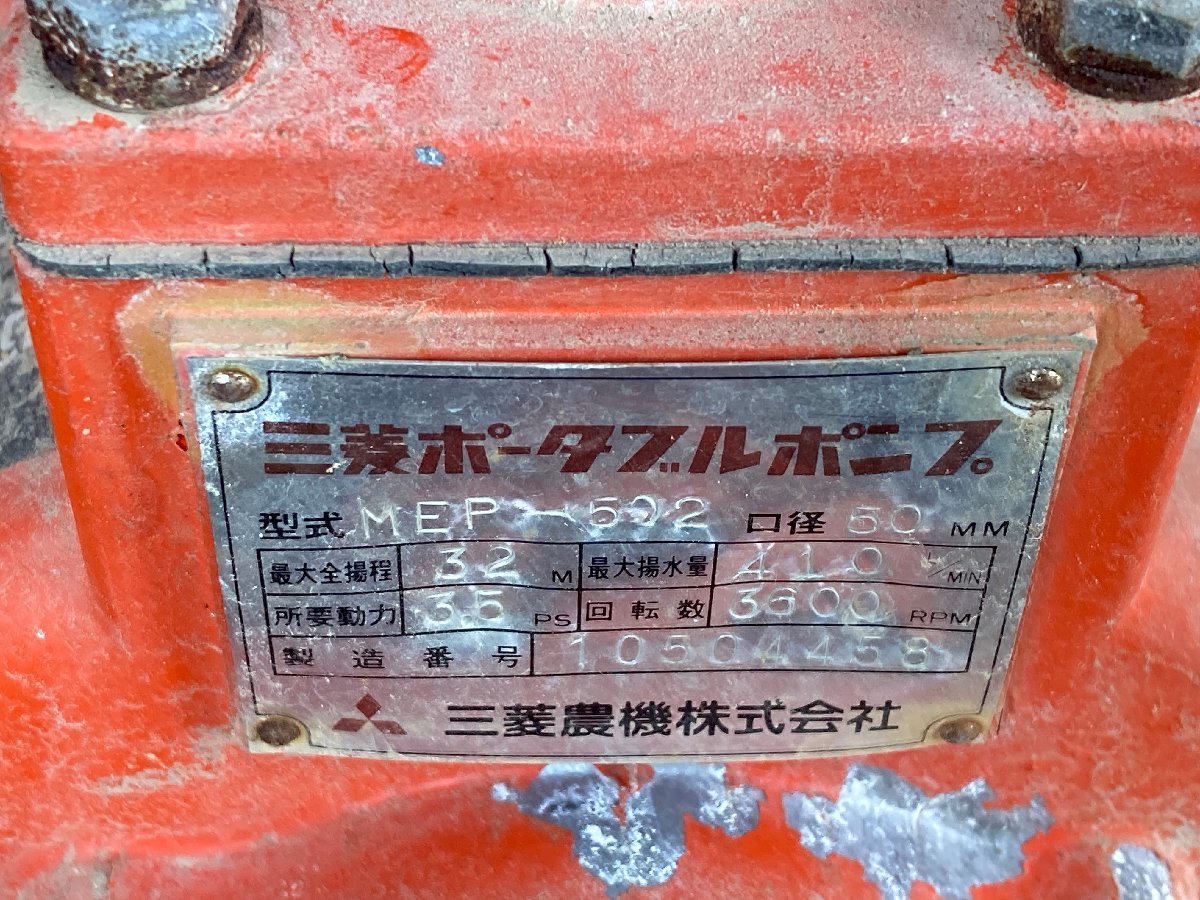 三菱ポータブルポンプ
型式 MEP-502 口径 50 MM
最大全揚程 32 M 最大揚水量 410 ℓ/MIN
所要動力 3.5 PS 回転数 3600 RPM
製造番号 10504458
三菱農機株式会社